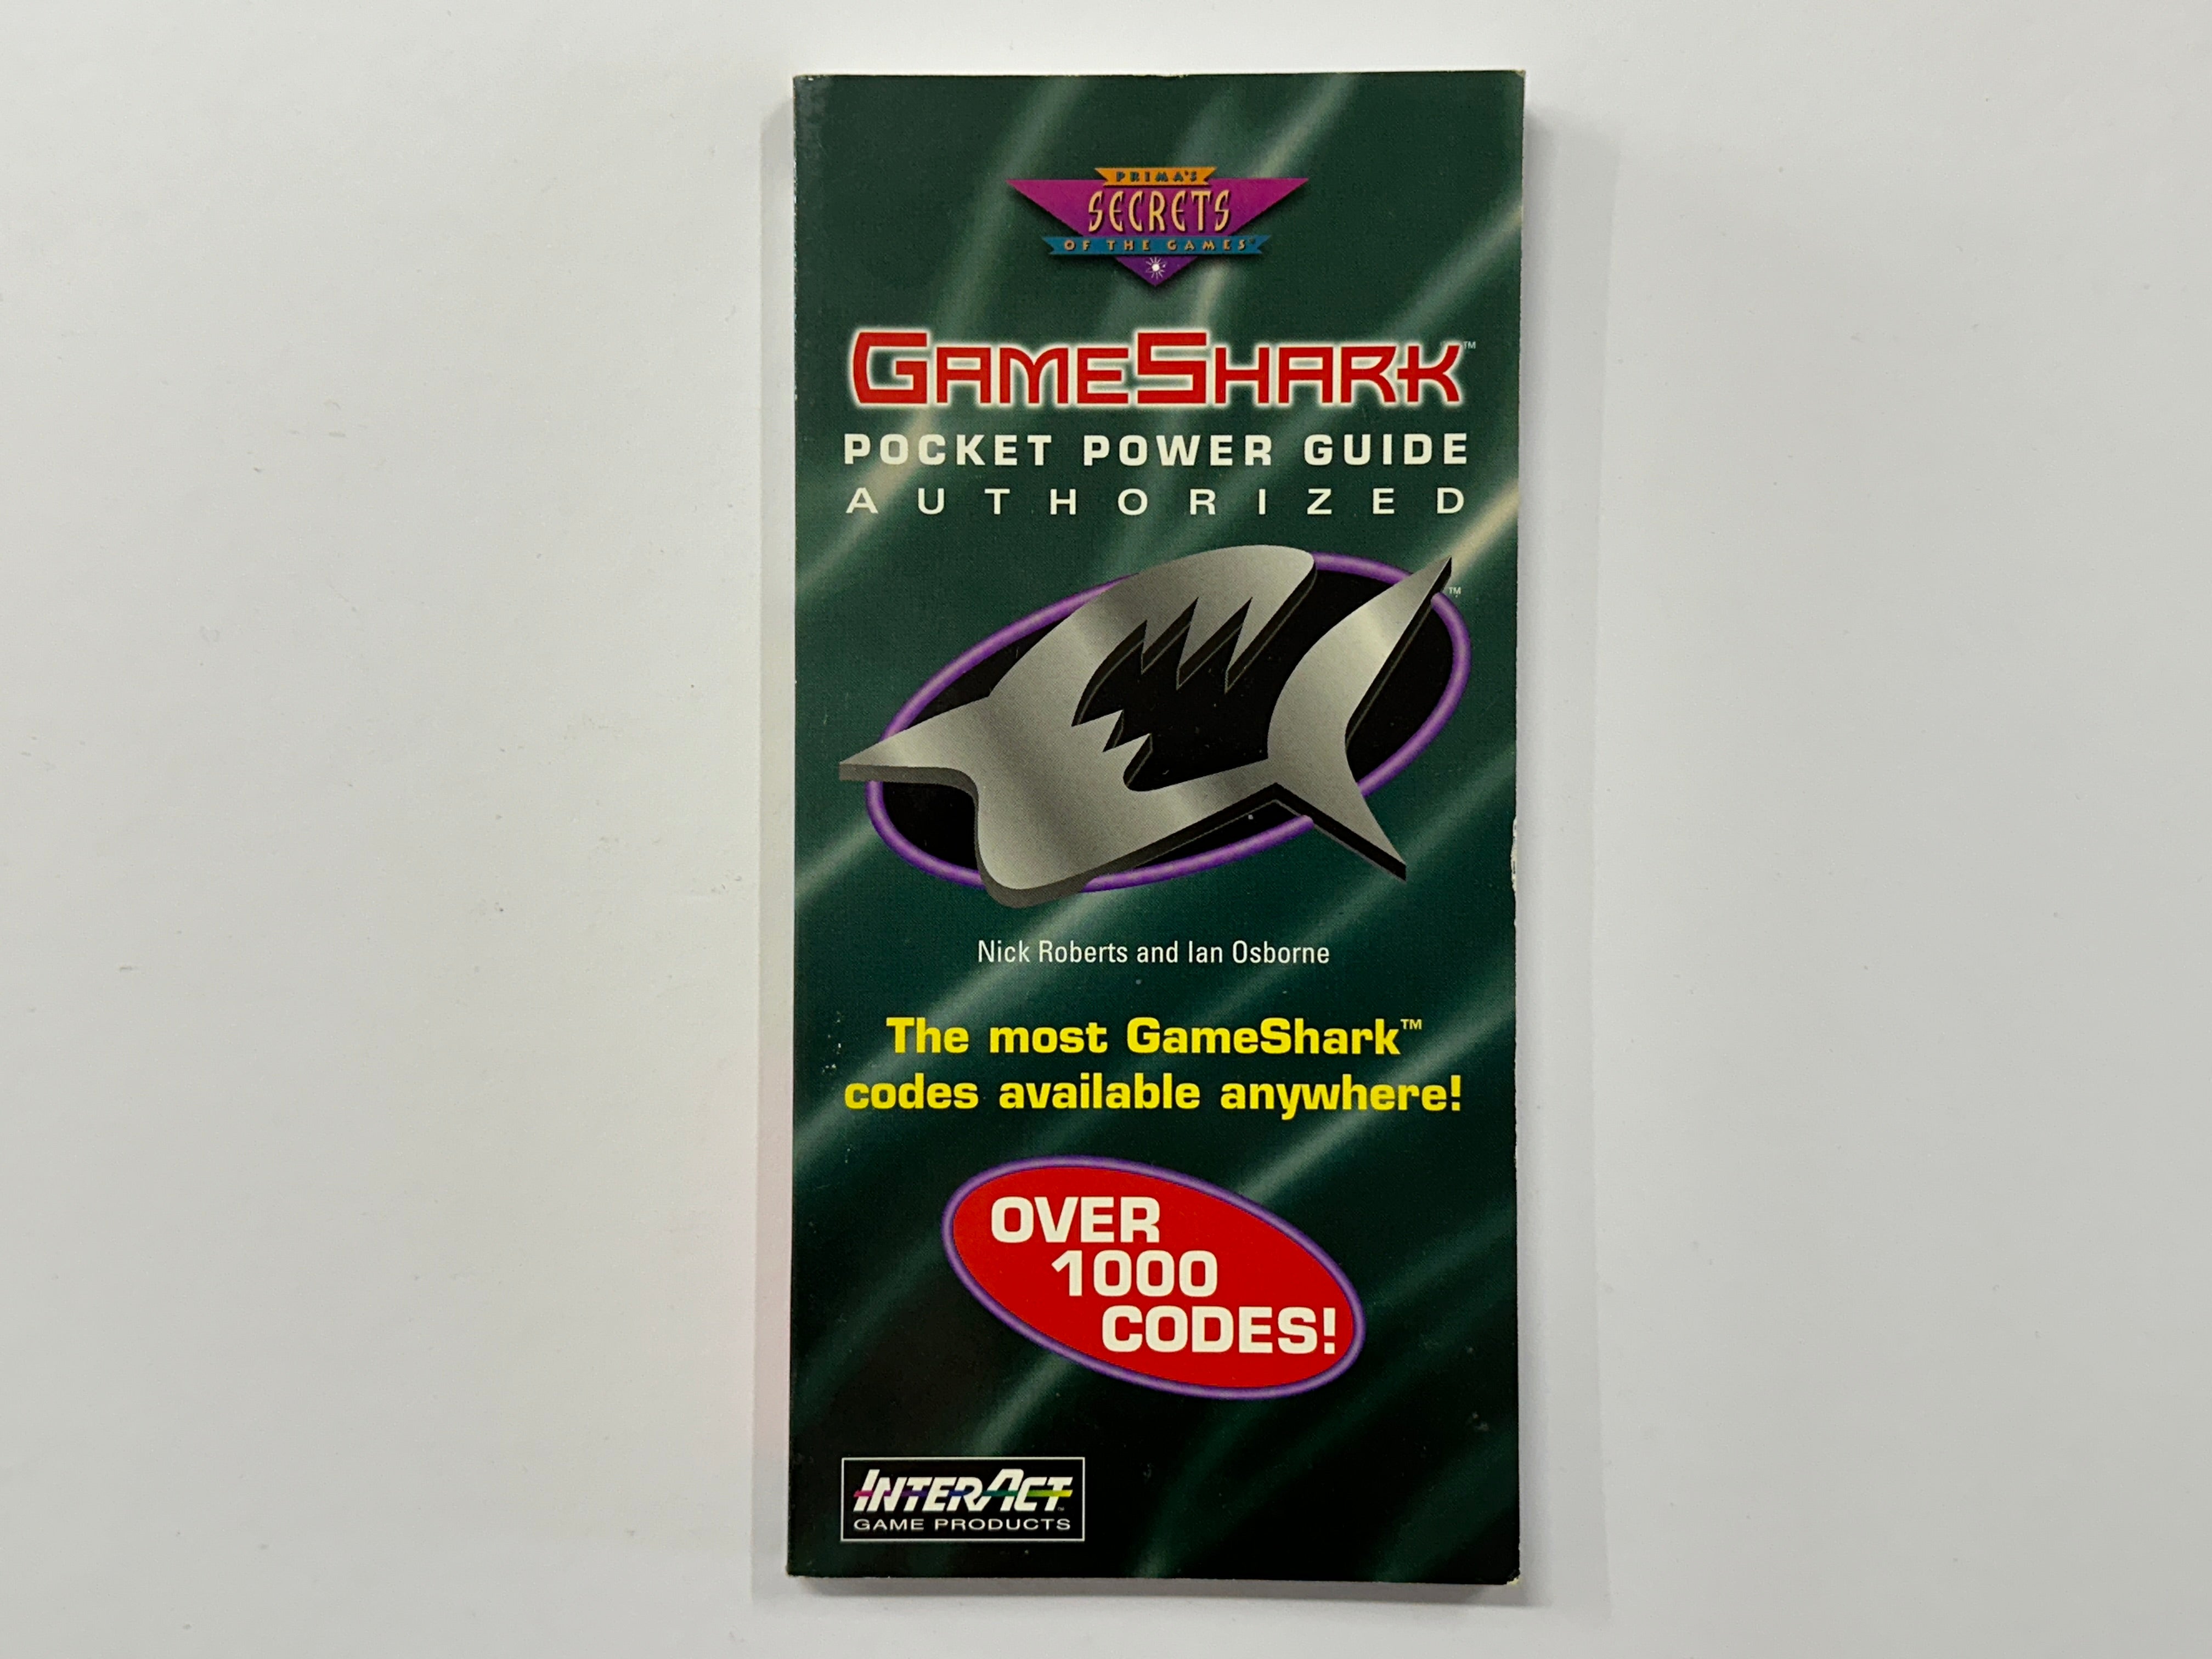 PRIMA'S
SECRETS
OF THE GAMES®
GAMESHARK™
POCKET POWER GUIDE
AUTHORIZED
™
Nick Roberts and Ian Osborne
The most GameShark™
codes available anywhere!
OVER
1000
CODES!
INTERACT™
GAME PRODUCTS